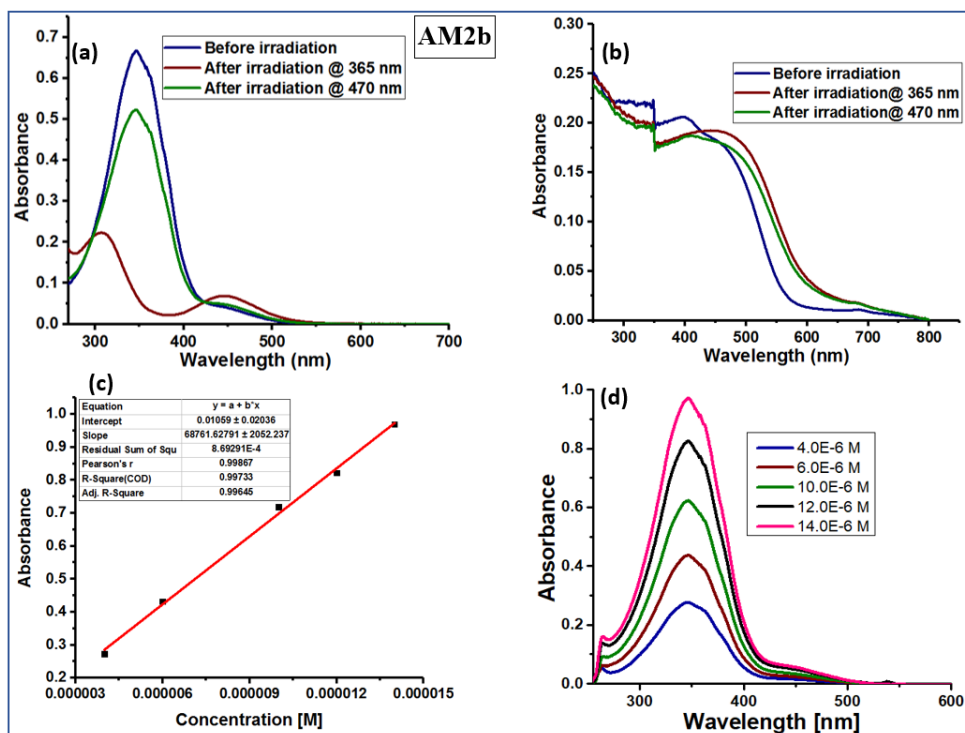 AM2b
(a)
Before irradiation
After irradiation @ 365 nm
After irradiation @ 470 nm
0.7
0.6
0.5
0.4
0.3
0.2
0.1
0.0
Absorbance
300 400 500 600 700
Wavelength (nm)
(b)
Before irradiation
After irradiation@ 365 nm
After irradiation @ 470 nm
0.30
0.25
0.20
0.15
0.10
0.05
0.00
Absorbance
300 400 500 600 700 800
Wavelength (nm)
(c)
Equation y = a + b*x
Intercept 0.01059 ± 0.02036
Slope 68761.62791 ± 2052.237
Residual Sum of Squ 8.69291E-4
Pearson's r 0.99867
R-Square(COD) 0.99733
Adj. R-Square 0.99645
1.0
0.9
0.8
0.7
0.6
0.5
0.4
0.3
0.2
Absorbance
0.000003 0.000006 0.000009 0.000012 0.000015
Concentration [M]
(d)
4.0E-6 M
6.0E-6 M
10.0E-6 M
12.0E-6 M
14.0E-6 M
1.0
0.8
0.6
0.4
0.2
0.0
Absorbance
300 400 500 600
Wavelength [nm]